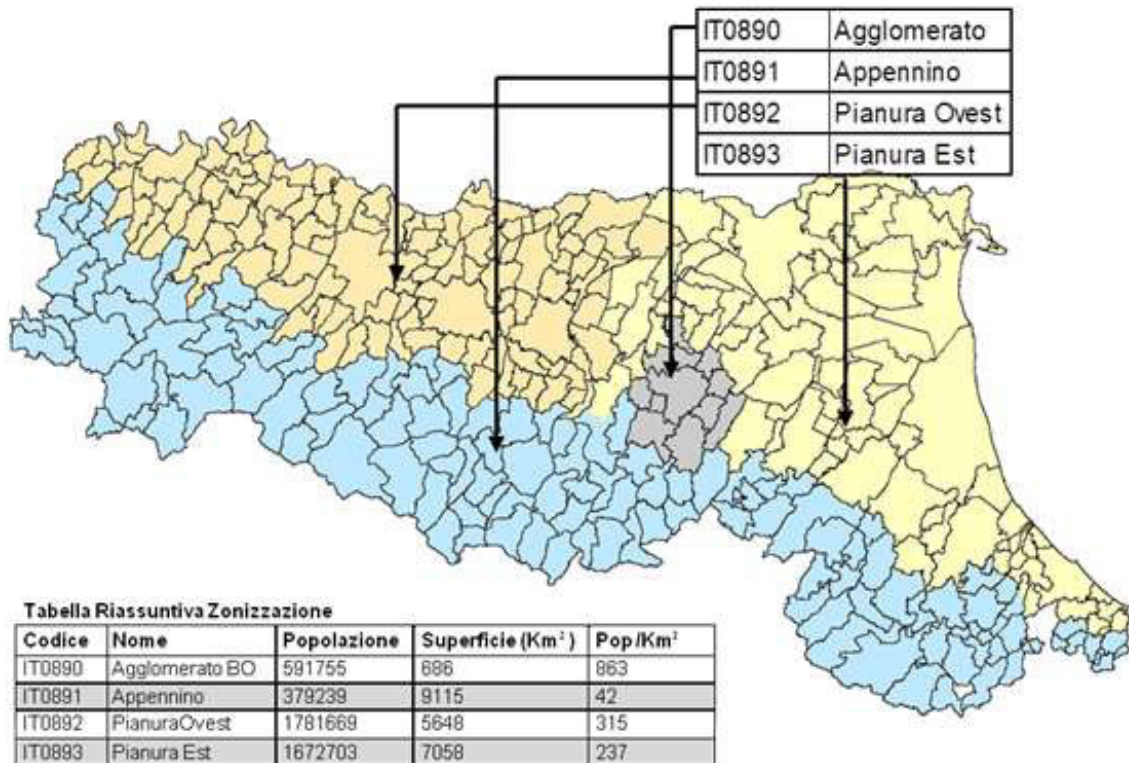 IT0890 Agglomerato
IT0891 Appennino
IT0892 Pianura Ovest
IT0893 Pianura Est
Tabella Riassuntiva Zonizzazione
Codice Nome Popolazione Superficie (Km²) Pop/Km²
IT0890 Agglomerato BO 591755 686 863
IT0891 Appennino 379239 9115 42
IT0892 PianuraOvest 1781669 5648 315
IT0893 Pianura Est 1672703 7058 237